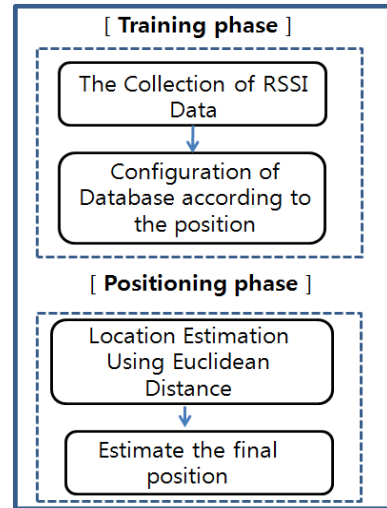 [ Training phase ]
The Collection of RSSI
Data
Configuration of
Database according to
the position
[ Positioning phase ]
Location Estimation
Using Euclidean
Distance
Estimate the final
position